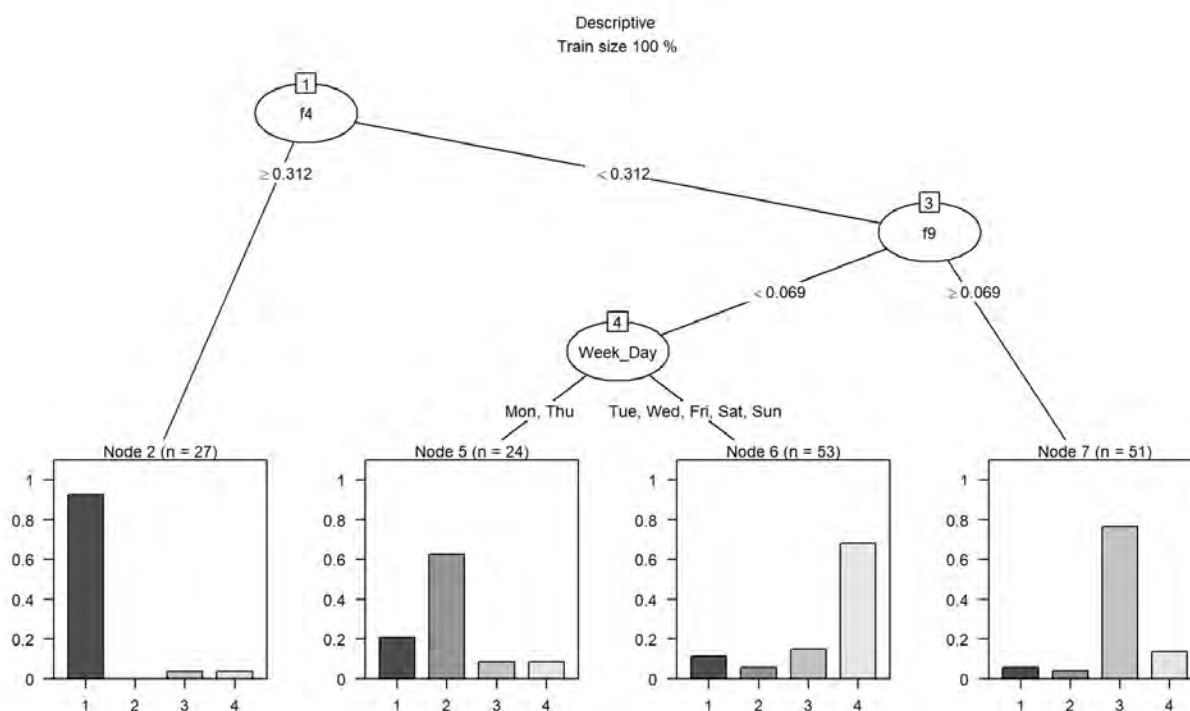 Descriptive
Train size 100 %
1
f4
≥ 0.312
< 0.312
3
f9
< 0.069
≥ 0.069
4
Week_Day
Mon, Thu
Tue, Wed, Fri, Sat, Sun
Node 2 (n = 27)
1
0.8
0.6
0.4
0.2
0
1 2 3 4
Node 5 (n = 24)
1
0.8
0.6
0.4
0.2
0
1 2 3 4
Node 6 (n = 53)
1
0.8
0.6
0.4
0.2
0
1 2 3 4
Node 7 (n = 51)
1
0.8
0.6
0.4
0.2
0
1 2 3 4